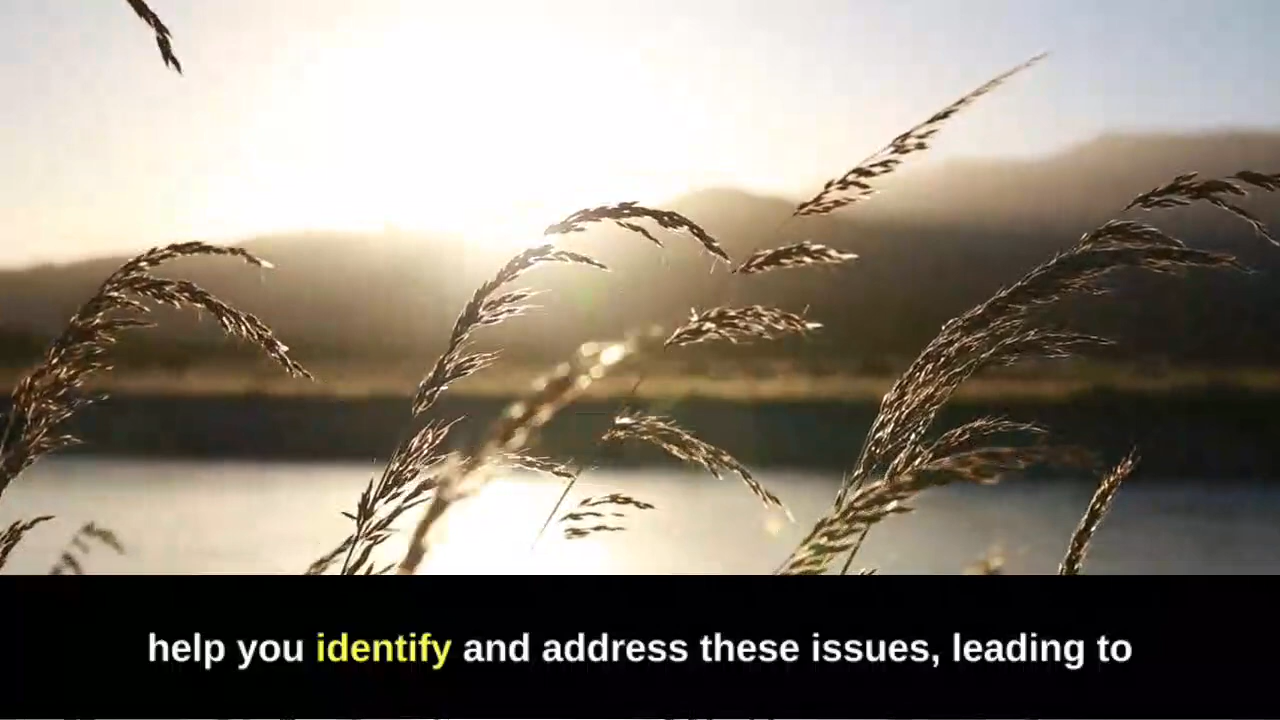 help you identify and address these issues, leading to